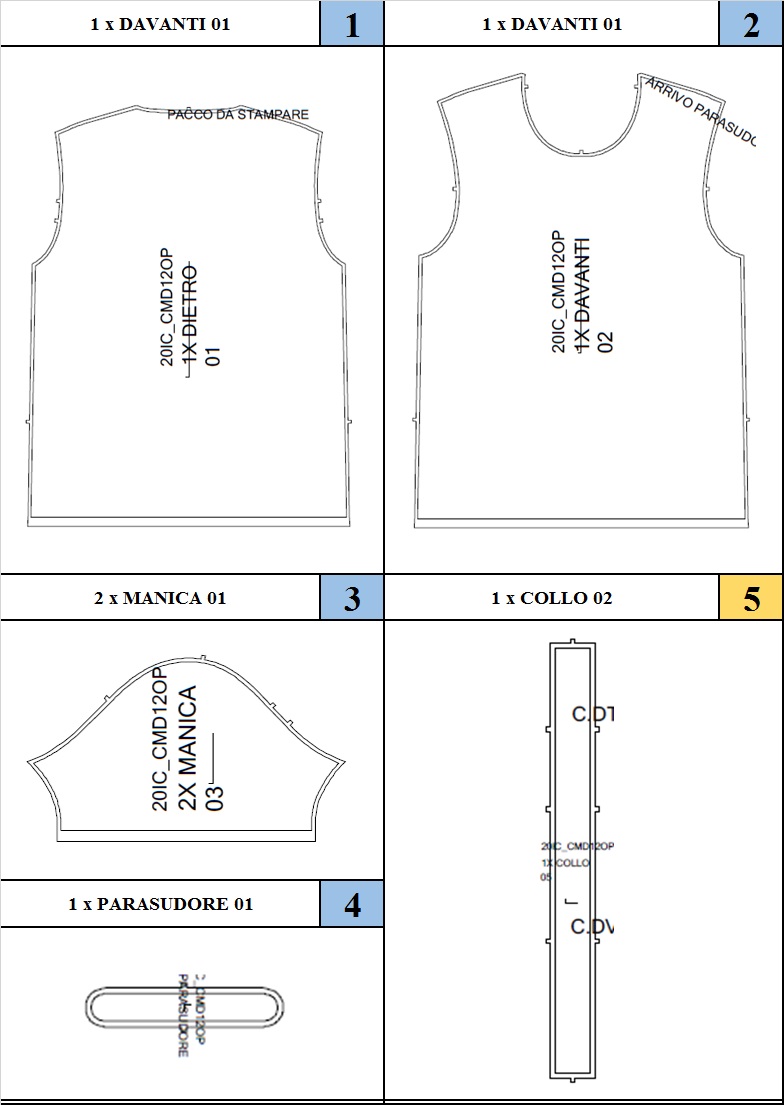 1 x DAVANTI 01
1
1 x DAVANTI 01
2
PACCO DA STAMPARE
20IC_CMD12OP
1X DIETRO
01
ARRIVO PARASUDO
20IC_CMD12OP
1X DAVANTI
02
2 x MANICA 01
3
1 x COLLO 02
5
20IC_CMD12OP
2X MANICA
03
C.DT
20IC_CMD12OP
1X COLLO
05
C.DV
1 x PARASUDORE 01
4
C_CMD12OP
PARASUDORE